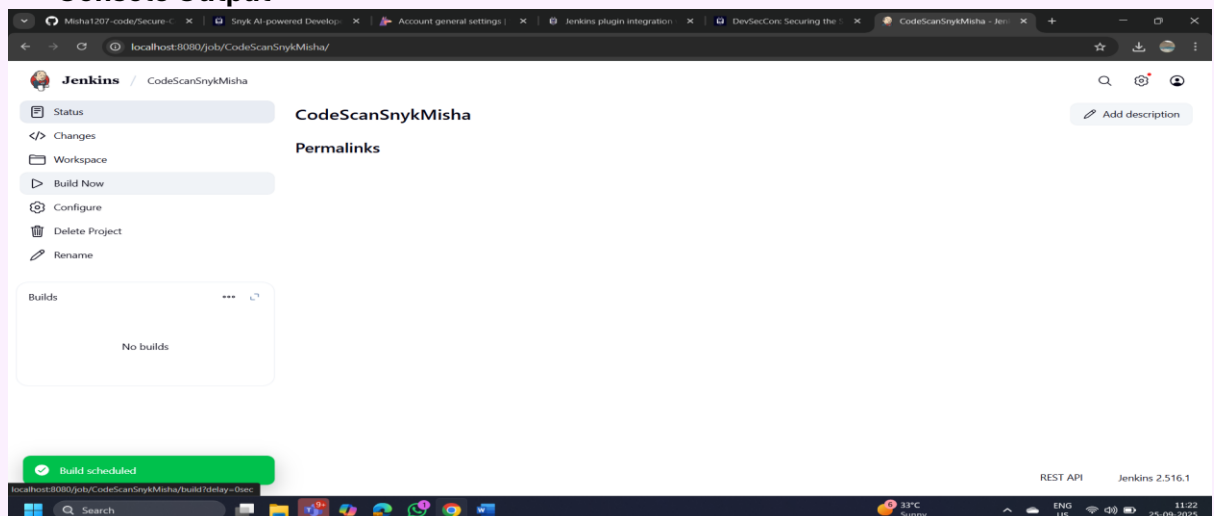 Console Output
Misha1207-code/Secure-C
Snyk AI-powered Develop
Account general settings |
Jenkins plugin integration
DevSecCon: Securing the S
CodeScanSnykMisha - Jen
localhost:8080/job/CodeScanSnykMisha/
Jenkins / CodeScanSnykMisha
Status
Changes
Workspace
Build Now
Configure
Delete Project
Rename
CodeScanSnykMisha
Add description
Permalinks
Builds
No builds
Build scheduled
localhost:8080/job/CodeScanSnykMisha/build?delay=0sec
REST API Jenkins 2.516.1
Search
33°C
Sunny
ENG
US
11:22
25-09-2025